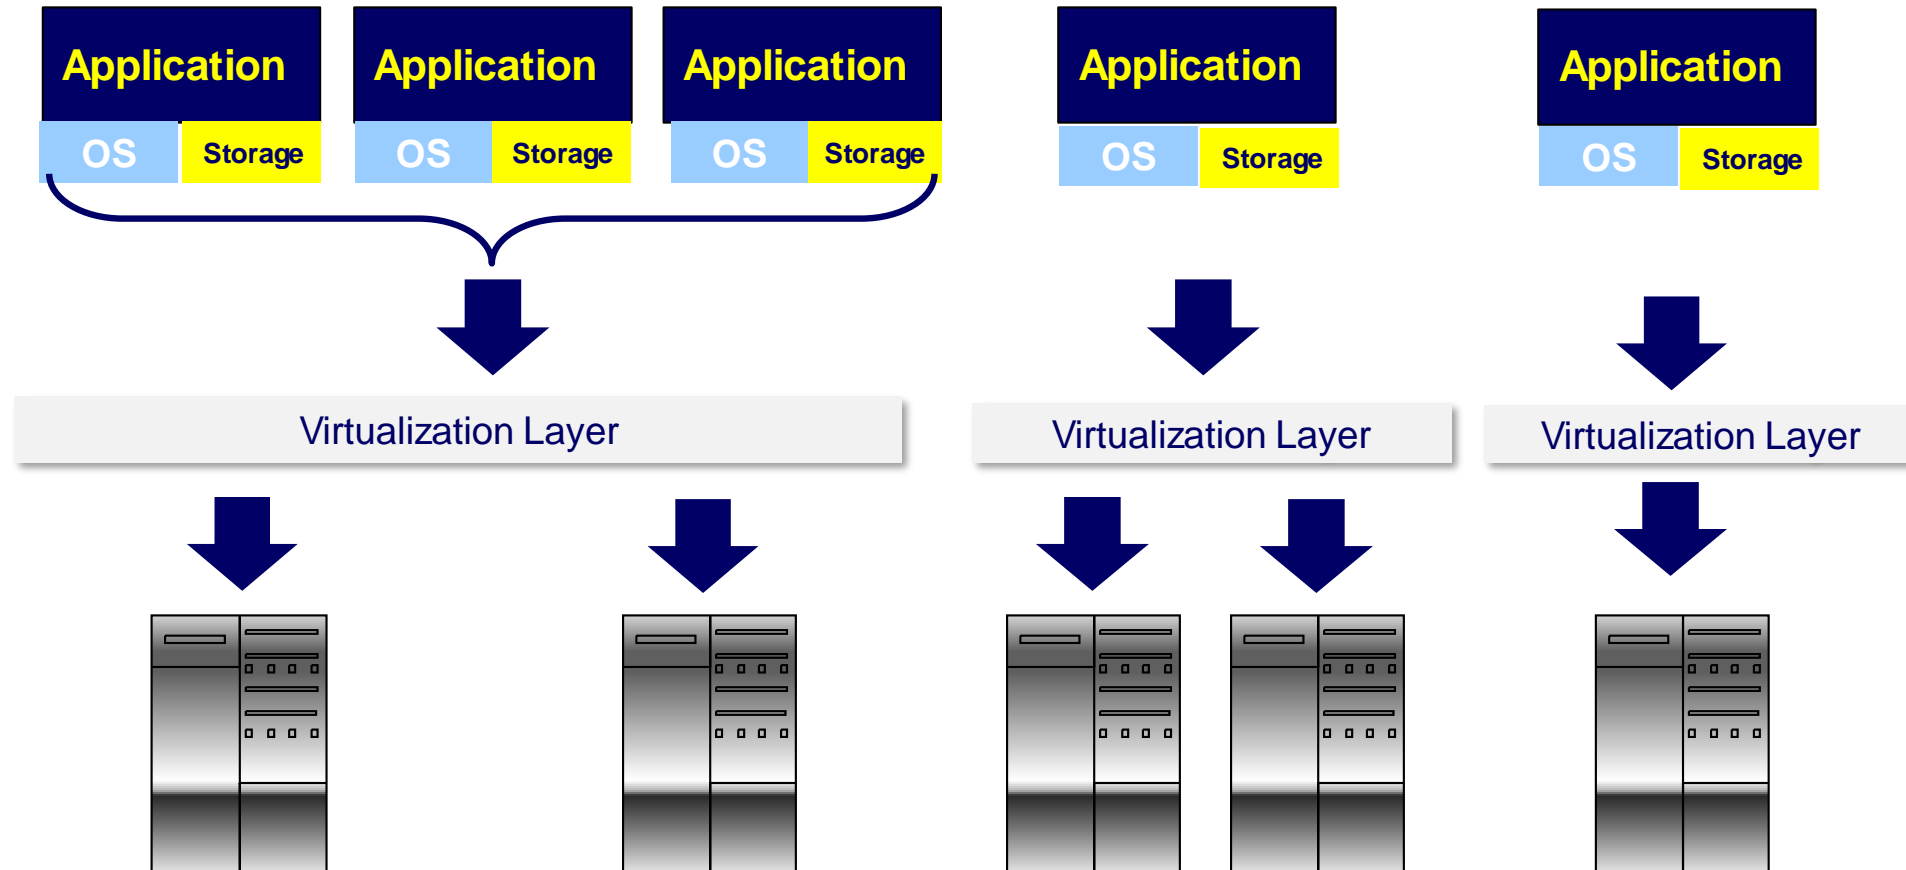 Application
Application
Application
Application
Application
OS
Storage
OS
Storage
OS
Storage
OS
Storage
OS
Storage
Virtualization Layer
Virtualization Layer
Virtualization Layer